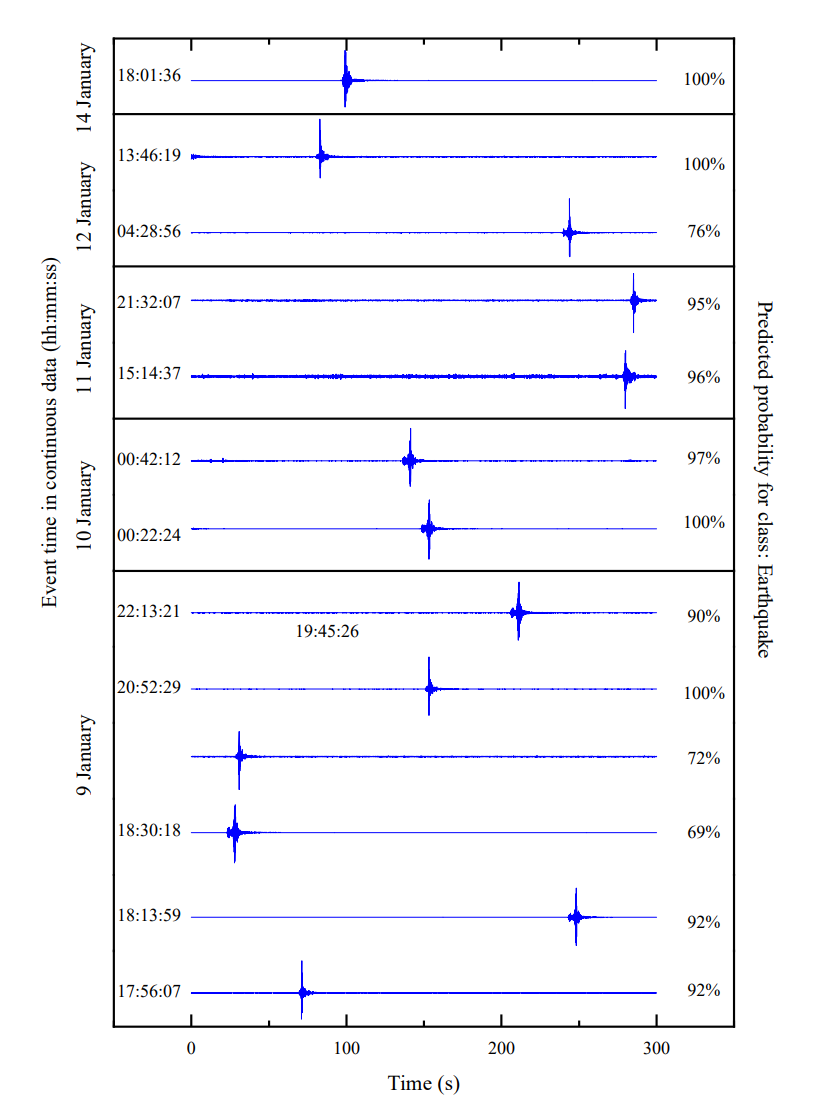 Event time in continuous data (hh:mm:ss)
Predicted probability for class: Earthquake
14 January
18:01:36 100%
12 January
13:46:19 100%
04:28:56 76%
11 January
21:32:07 95%
15:14:37 96%
10 January
00:42:12 97%
00:22:24 100%
9 January
22:13:21 90%
19:45:26
20:52:29 100%
72%
18:30:18 69%
18:13:59 92%
17:56:07 92%
0 100 200 300
Time (s)